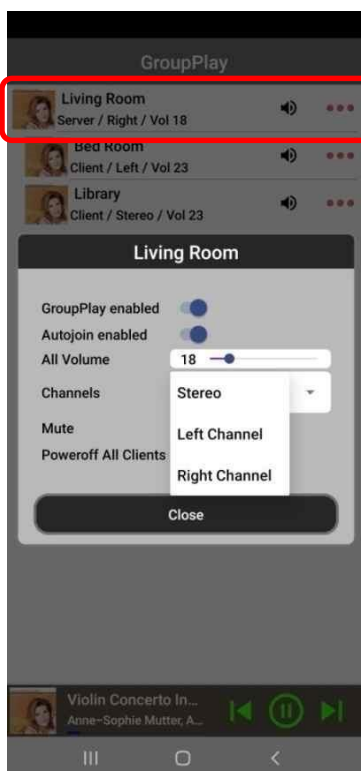 GroupPlay
Living Room
Server / Right / Vol 18
Bed Room
Client / Left / Vol 23
Library
Client / Stereo / Vol 23
Living Room
GroupPlay enabled
Autojoin enabled
All Volume 18
Channels
Stereo
Left Channel
Right Channel
Mute
Poweroff All Clients
Close
Violin Concerto In...
Anne-Sophie Mutter, A...